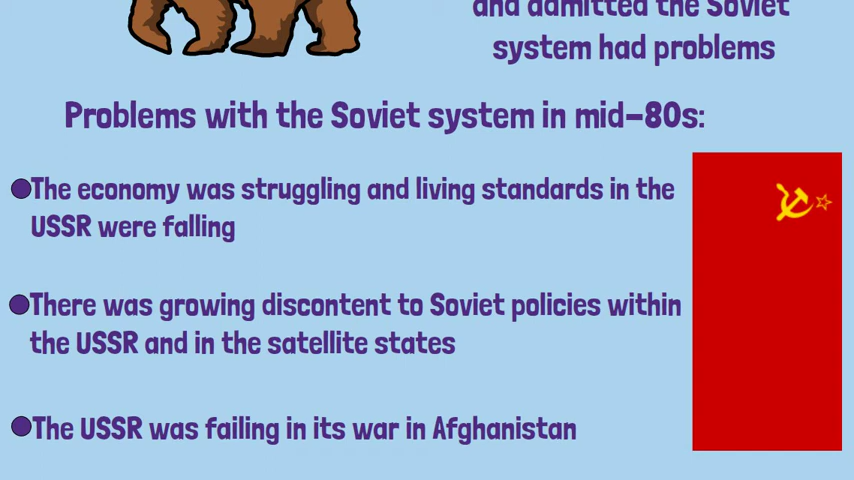 and admitted the Soviet
system had problems
Problems with the Soviet system in mid-80s:
The economy was struggling and living standards in the
USSR were falling
There was growing discontent to Soviet policies within
the USSR and in the satellite states
The USSR was failing in its war in Afghanistan